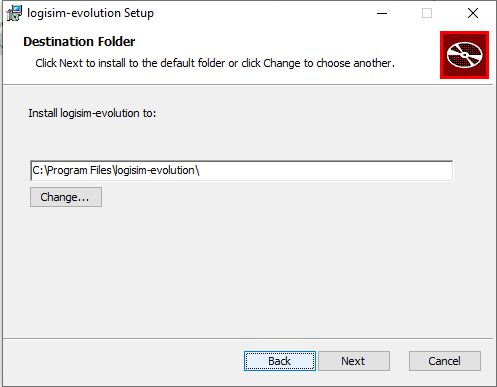 logisim-evolution Setup
Destination Folder
Click Next to install to the default folder or click Change to choose another.
Install logisim-evolution to:
C:\Program Files\logisim-evolution\
Change...
Back Next Cancel